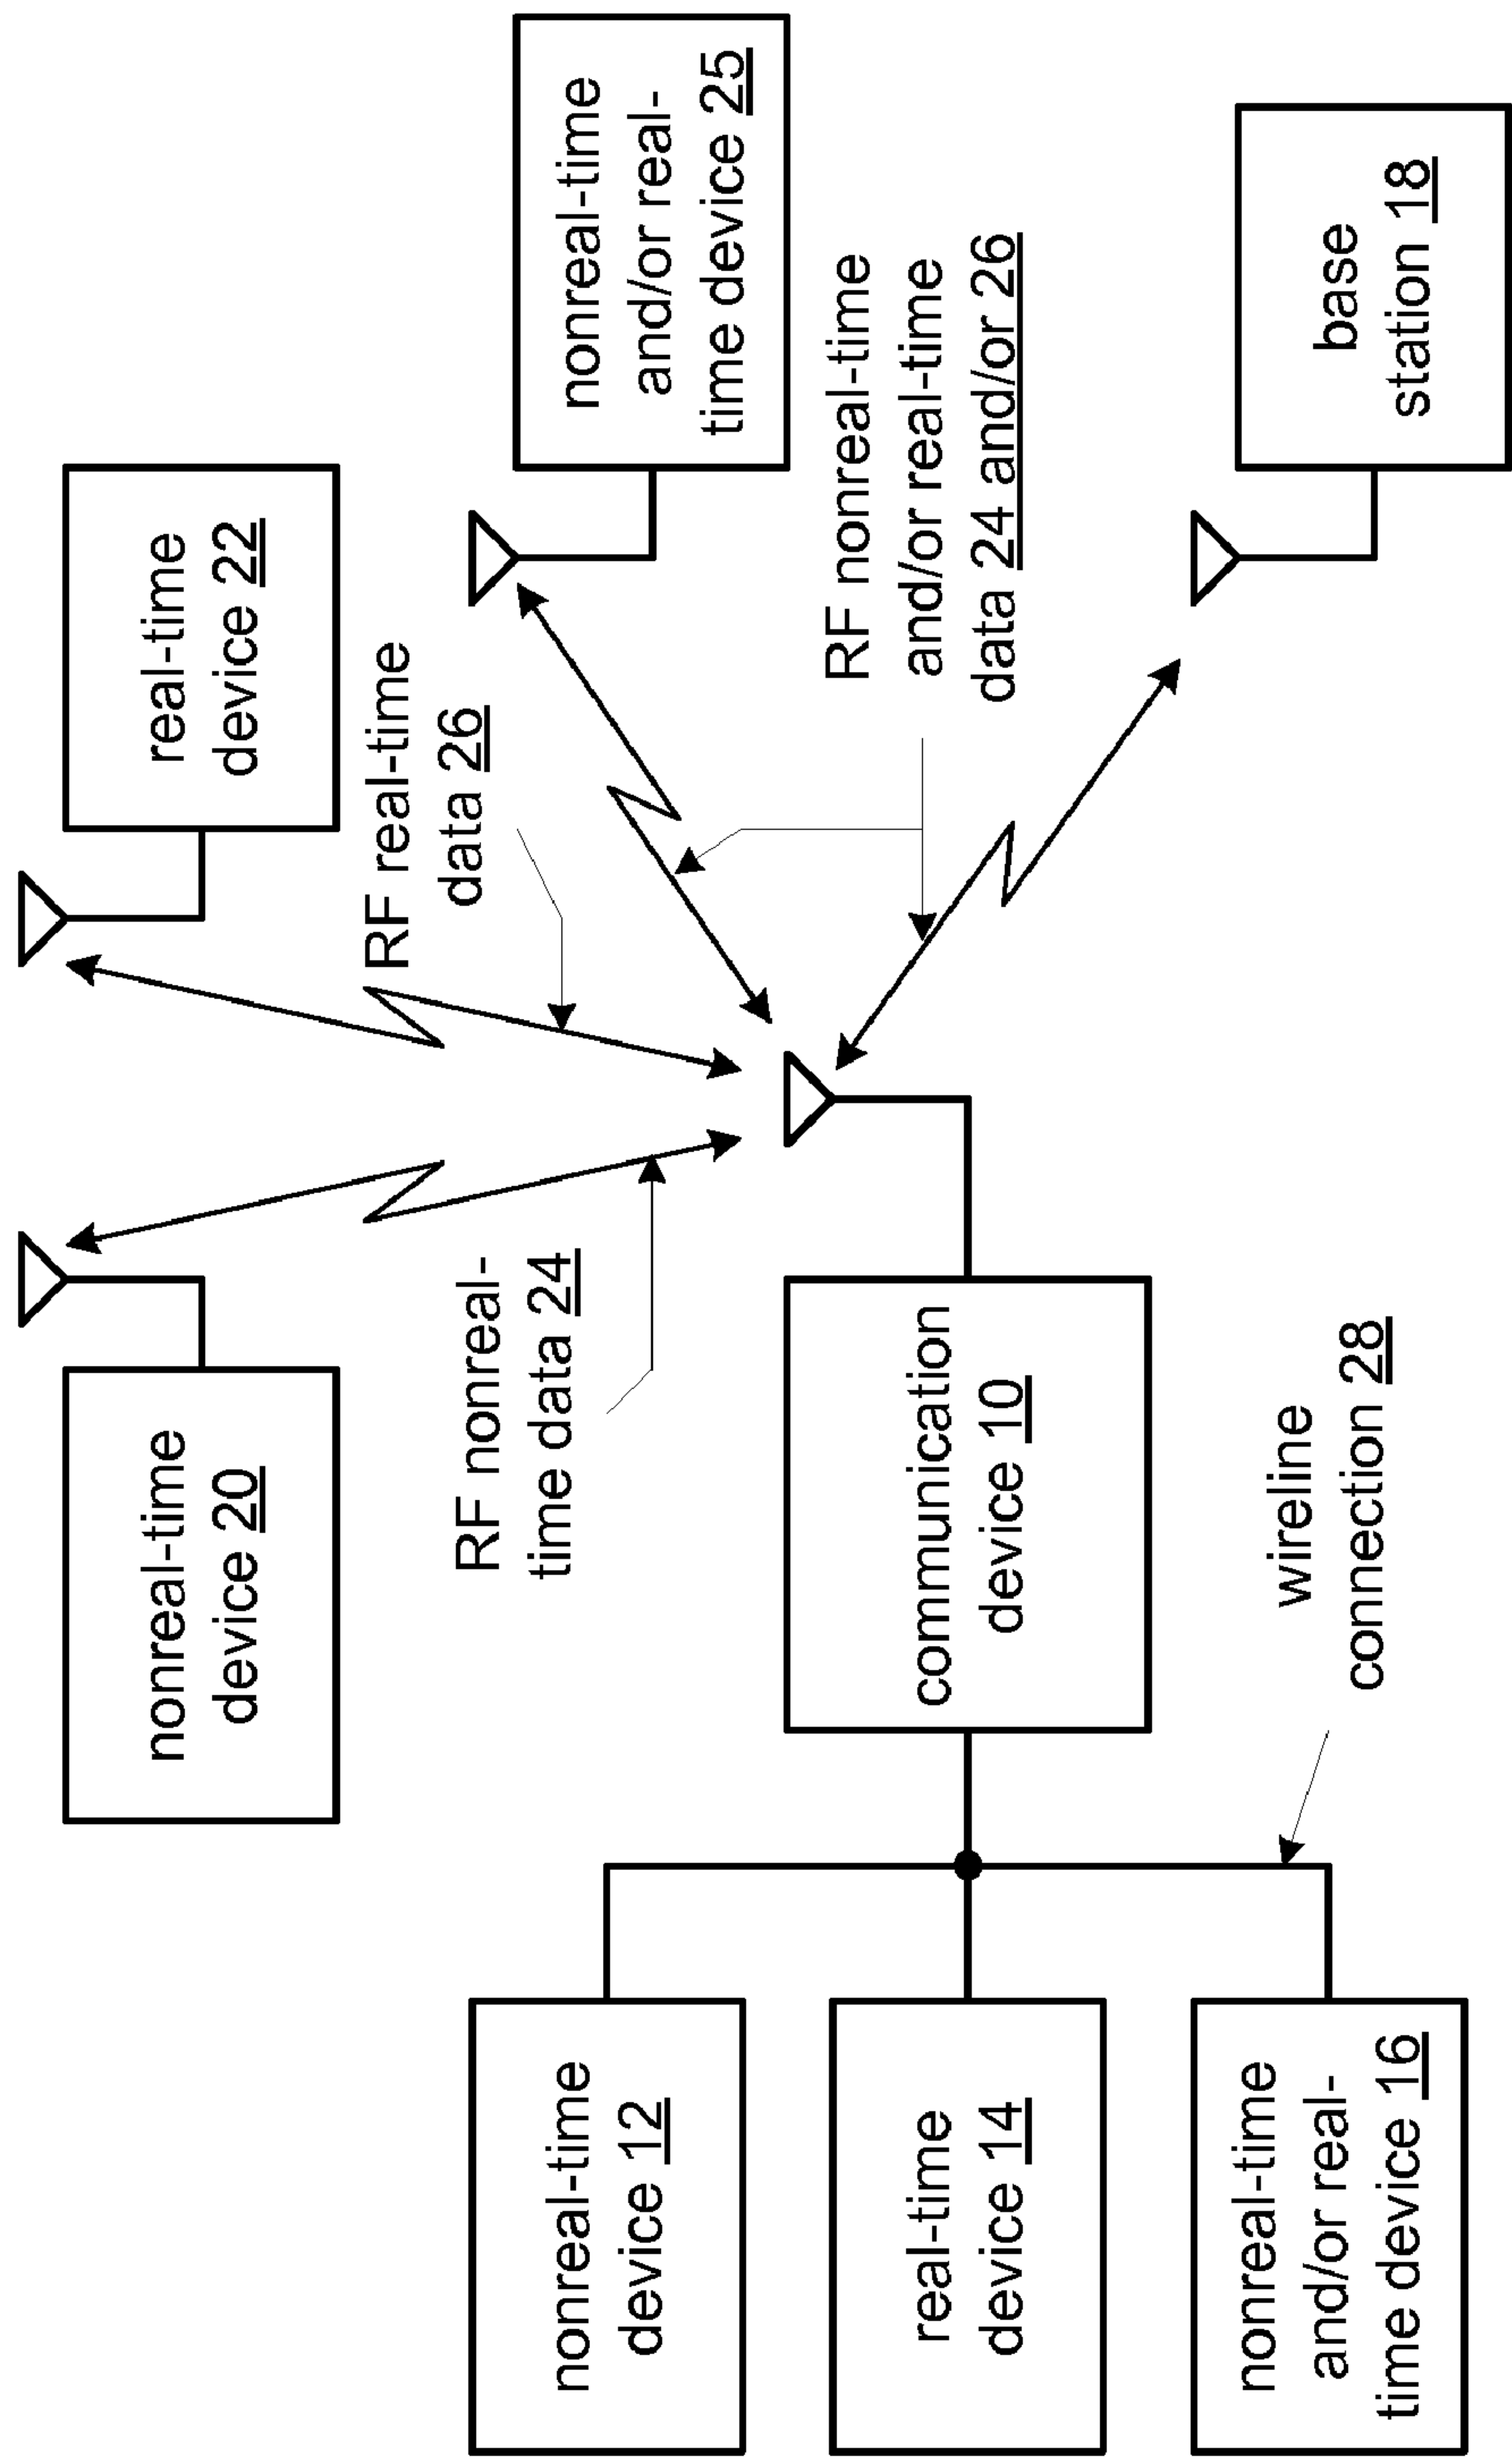 nonreal-time
device 20
real-time
device 22
RF real-time
data 26
RF nonreal-
time data 24
nonreal-time
and/or real-
time device 25
nonreal-time
device 12
communication
device 10
RF nonreal-time
and/or real-time
data 24 and/or 26
real-time
device 14
wireline
connection 28
nonreal-time
and/or real-
time device 16
base
station 18